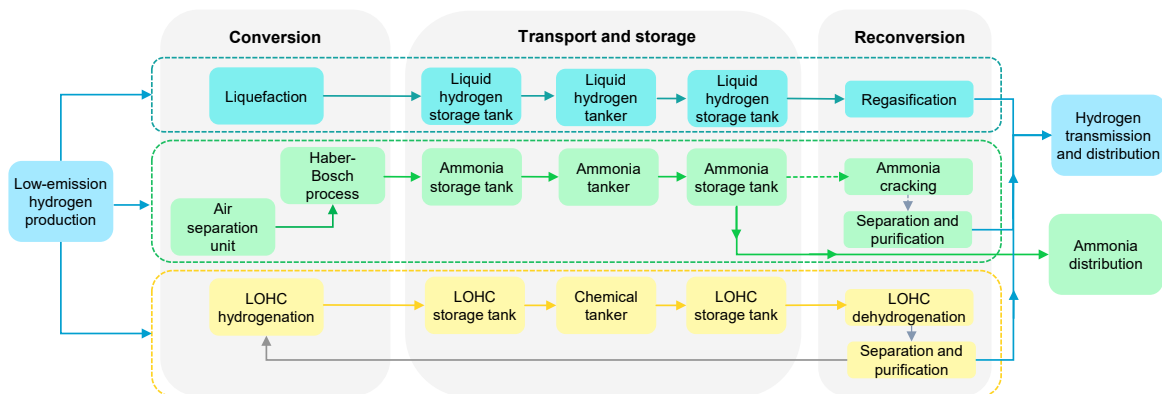 Conversion
Transport and storage
Reconversion
Liquefaction
Liquid
hydrogen
storage tank
Liquid
hydrogen
tanker
Liquid
hydrogen
storage tank
Regasification
Hydrogen
transmission
and distribution
Low-emission
hydrogen
production
Haber-
Bosch
process
Air
separation
unit
Ammonia
storage tank
Ammonia tanker
Ammonia
storage tank
Ammonia
cracking
Separation and
purification
Ammonia
distribution
LOHC
hydrogenation
LOHC
storage tank
Chemical
tanker
LOHC
storage tank
LOHC
dehydrogenation
Separation and
purification